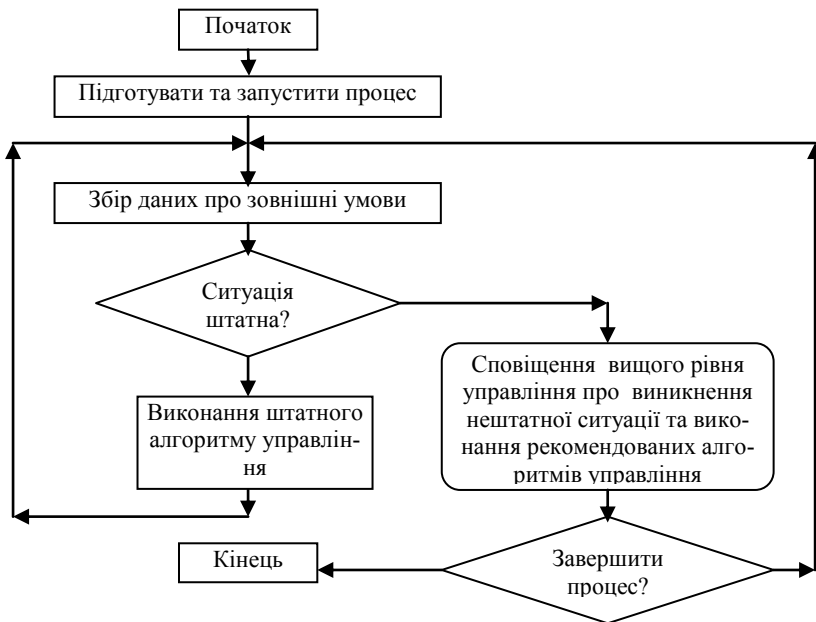 Початок
Підготувати та запустити процес
Збір даних про зовнішні умови
Ситуація
штатна?
Сповіщення вищого рівня
управління про виникнення
нештатної ситуації та вико-
нання рекомендованих алго-
ритмів управління
Виконання штатного
алгоритму управлін-
ня
Кінець
Завершити
процес?